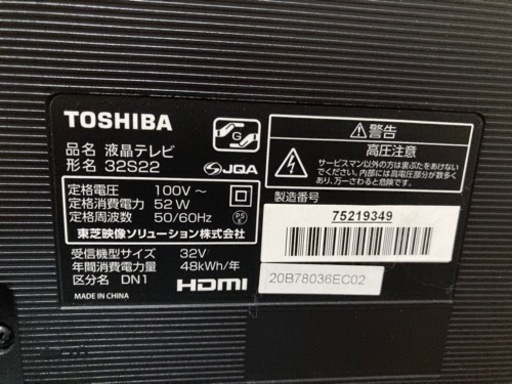 TOSHIBA
G
品名 液晶テレビ
形名 32S22
JQA
定格電圧 100V～
定格消費電力 52W
定格周波数 50/60Hz
PS
E
東芝映像ソリューション株式会社
受信機型サイズ 32V
年間消費電力量 48kWh/年
区分名 DN1
MADE IN CHINA
HDMI
警告
高圧注意
サービスマン以外の方は裏ぶたをあけないで
ください。内部には高電圧部分が数多く
あり、万一さわると危険です。
製造番号
75219349
20B78036EC02